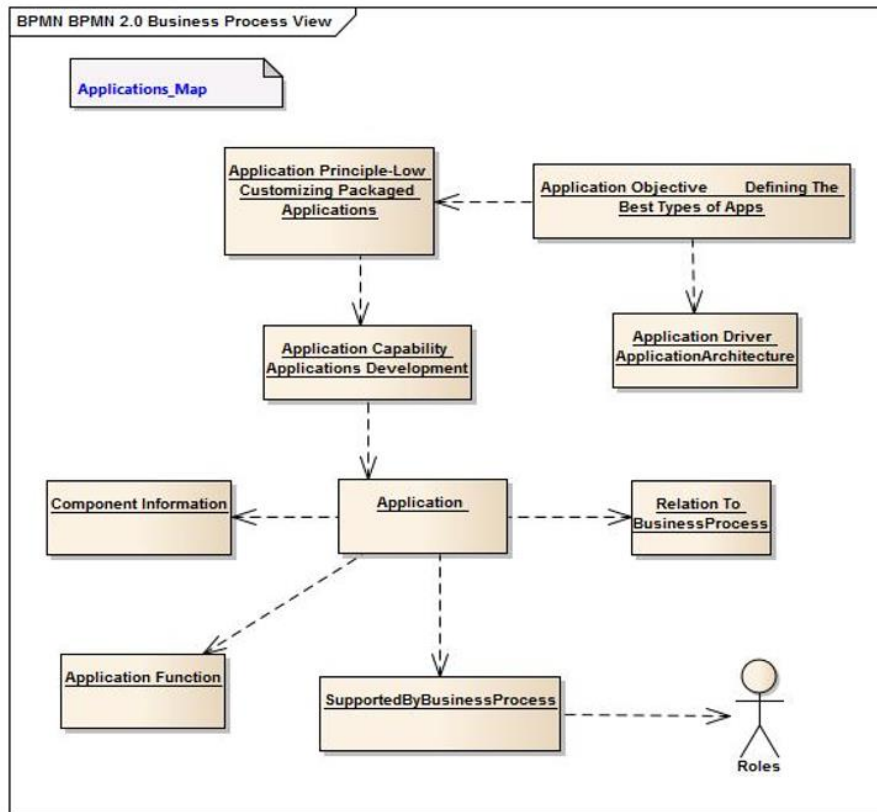 BPMN BPMN 2.0 Business Process View
Applications_Map
Application Principle-Low
Customizing Packaged
Applications
Application Objective Defining The
Best Types of Apps
Application Capability
Applications Development
Application Driver
ApplicationArchitecture
Component Information
Application
Relation To
BusinessProcess
Application Function
SupportedByBusinessProcess
Roles